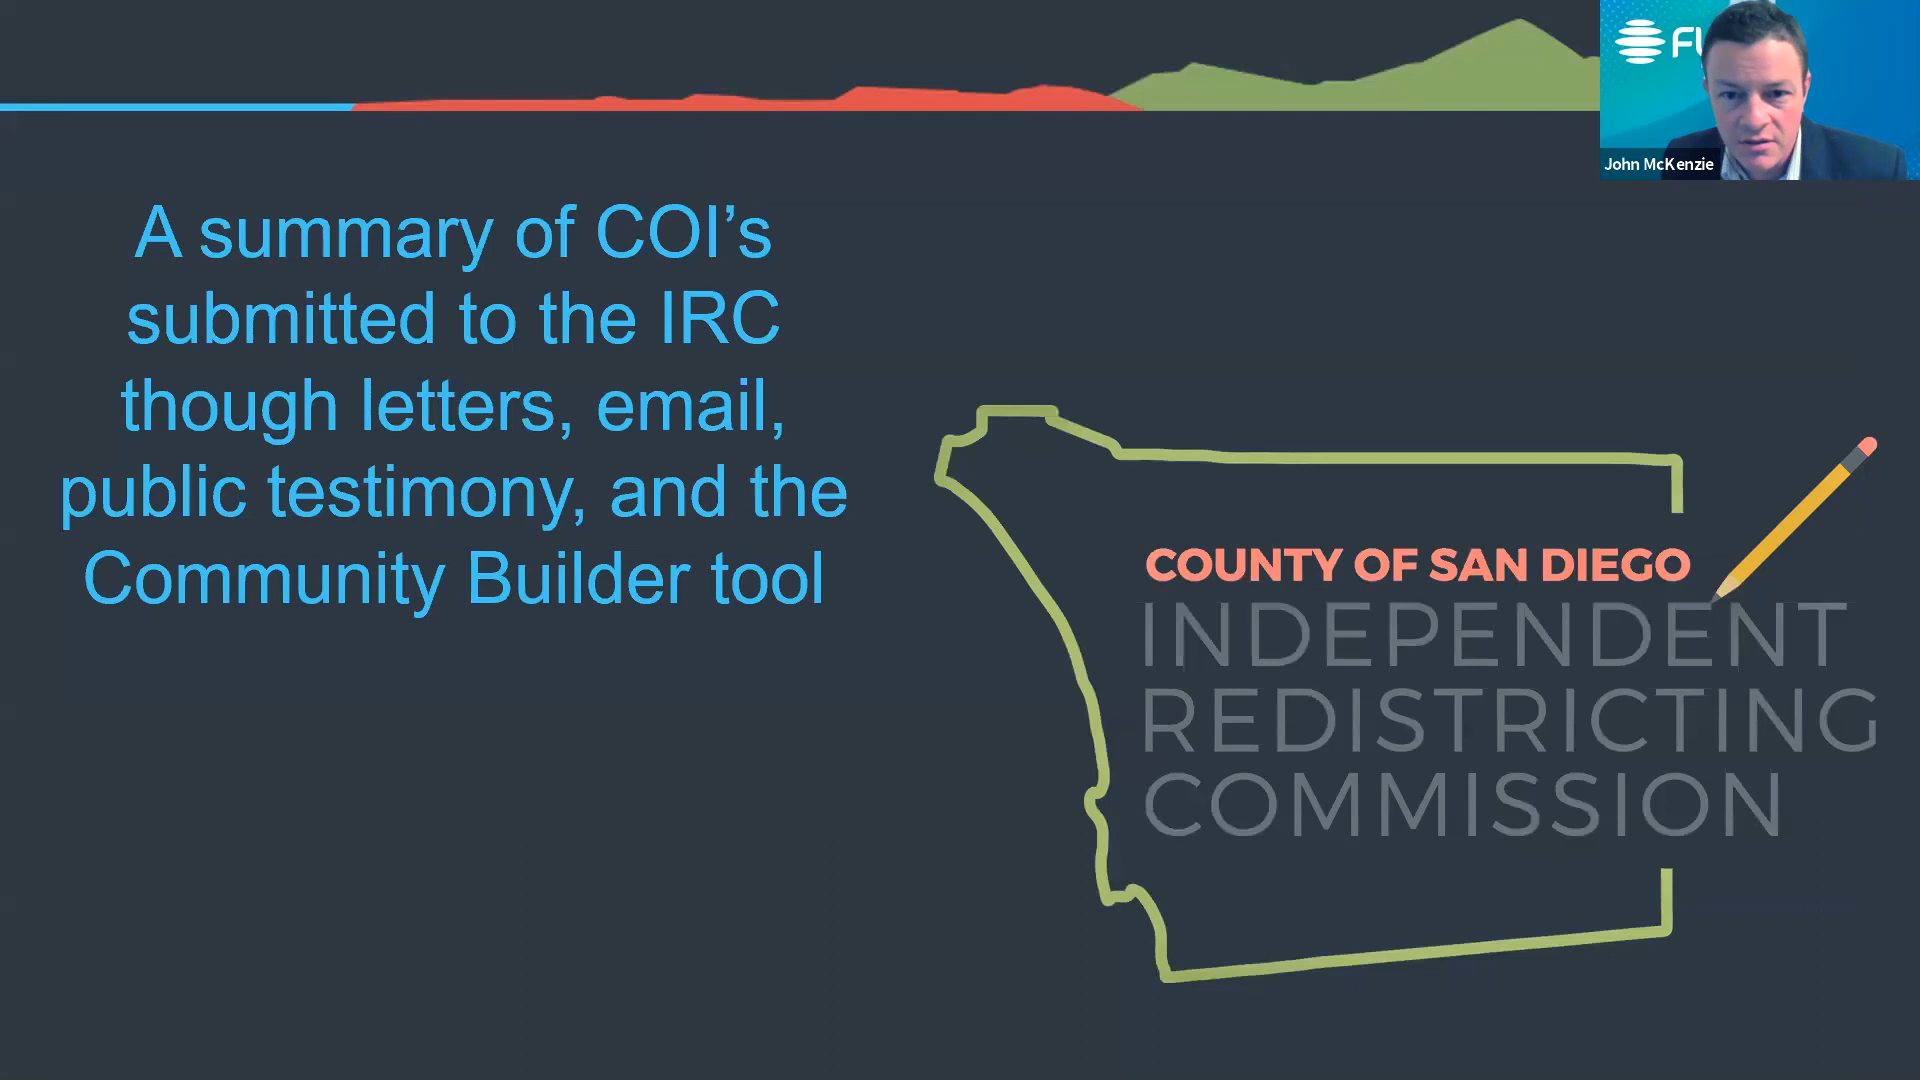 A summary of COI’s
submitted to the IRC
though letters, email,
public testimony, and the
Community Builder tool
COUNTY OF SAN DIEGO
INDEPENDENT
REDISTRICTING
COMMISSION
John McKenzie